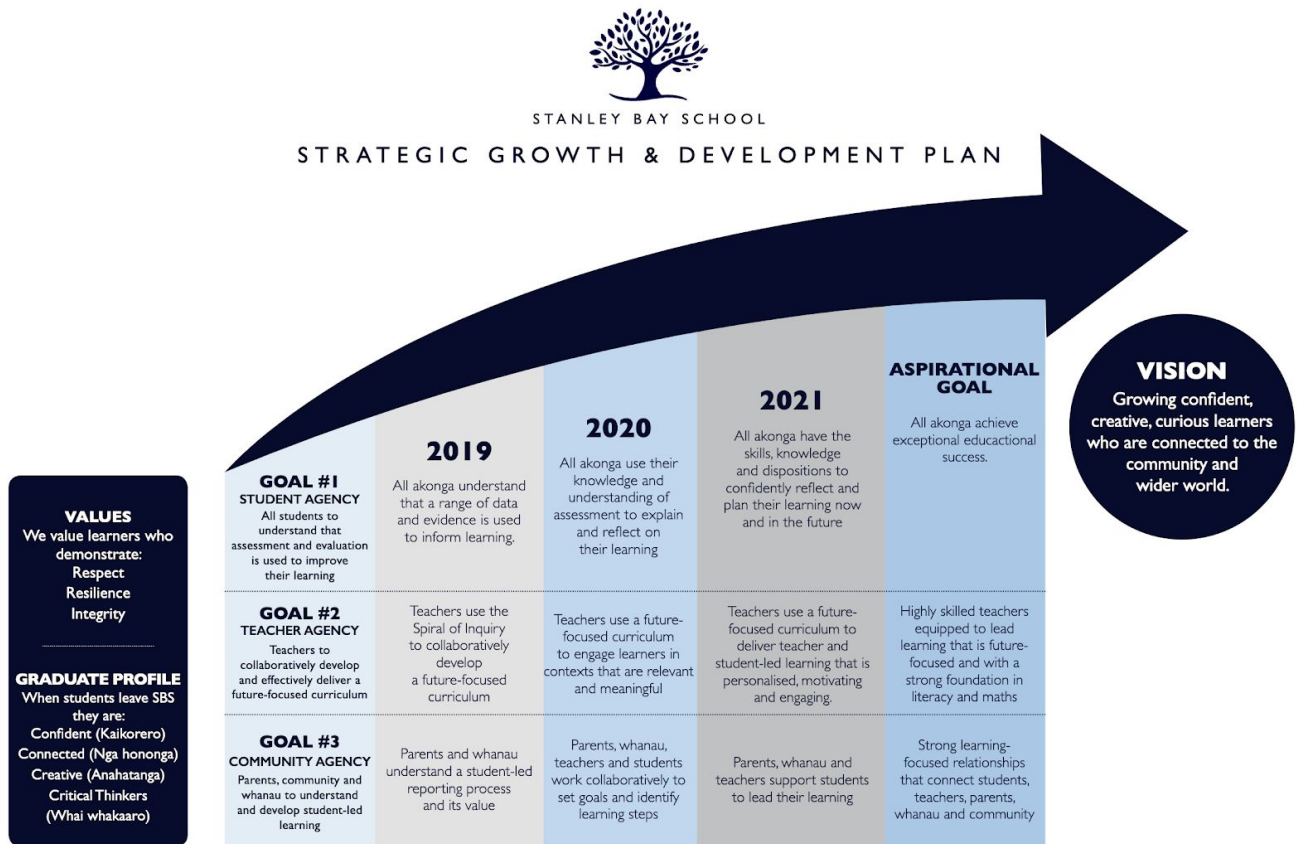 STANLEY BAY SCHOOL
STRATEGIC GROWTH & DEVELOPMENT PLAN
VALUES
We value learners who
demonstrate:
Respect
Resilience
Integrity
GRADUATE PROFILE
When students leave SBS
they are:
Confident (Kaikorero)
Connected (Nga hononga)
Creative (Anahatanga)
Critical Thinkers
(Whai whakaaro)
GOAL #1
STUDENT AGENCY
All students to
understand that
assessment and evaluation
is used to improve
their learning
2019
All akonga understand
that a range of data
and evidence is used
to inform learning.
2020
All akonga use their
knowledge and
understanding of
assessment to explain
and reflect on
their learning
2021
All akonga have the
skills, knowledge
and dispositions to
confidently reflect and
plan their learning now
and in the future
ASPIRATIONAL
GOAL
All akonga achieve
exceptional educactional
success.
GOAL #2
TEACHER AGENCY
Teachers to
collaboratively develop
and effectively deliver a
future-focused curriculum
Teachers use the
Spiral of Inquiry
to collaboratively
develop
a future-focused
curriculum
Teachers use a future-
focused curriculum
to engage learners in
contexts that are relevant
and meaningful
Teachers use a future-
focused curriculum to
deliver teacher and
student-led learning that is
personalised, motivating
and engaging.
Highly skilled teachers
equipped to lead
learning that is future-
focused and with a
strong foundation in
literacy and maths
GOAL #3
COMMUNITY AGENCY
Parents, community and
whanau to understand
and develop student-led
learning
Parents and whanau
understand a student-led
reporting process
and its value
Parents, whanau,
teachers and students
work collaboratively to
set goals and identify
learning steps
Parents, whanau and
teachers support students
to lead their learning
Strong learning-
focused relationships
that connect students,
teachers, parents,
whanau and community
VISION
Growing confident,
creative, curious learners
who are connected to the
community and
wider world.